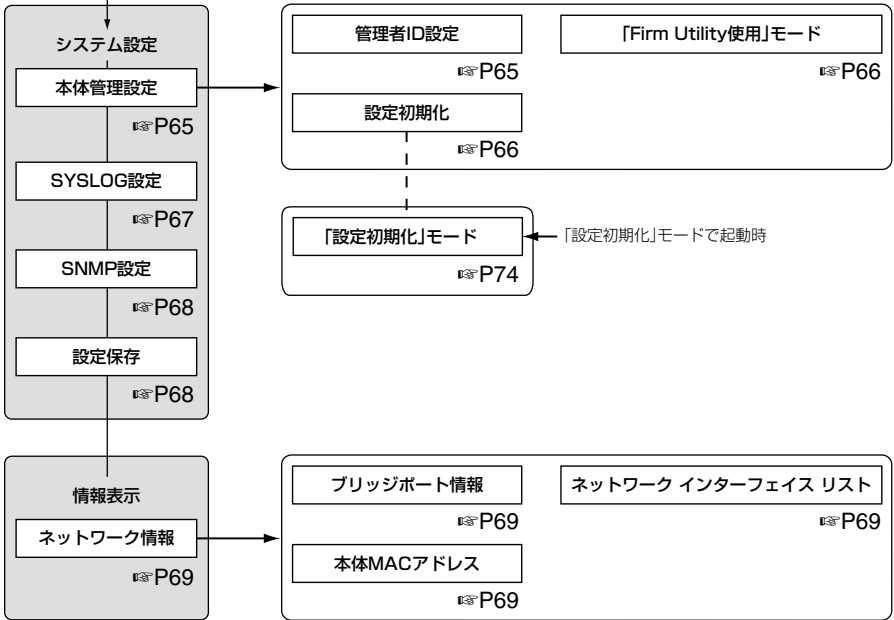 システム設定
本体管理設定
☞P65
SYSLOG設定
☞P67
SNMP設定
☞P68
設定保存
☞P68
管理者ID設定
☞P65
「Firm Utility使用」モード
☞P66
設定初期化
☞P66
「設定初期化」モード
☞P74
「設定初期化」モードで起動時
情報表示
ネットワーク情報
☞P69
ブリッジポート情報
☞P69
ネットワーク インターフェイス リスト
☞P69
本体MACアドレス
☞P69